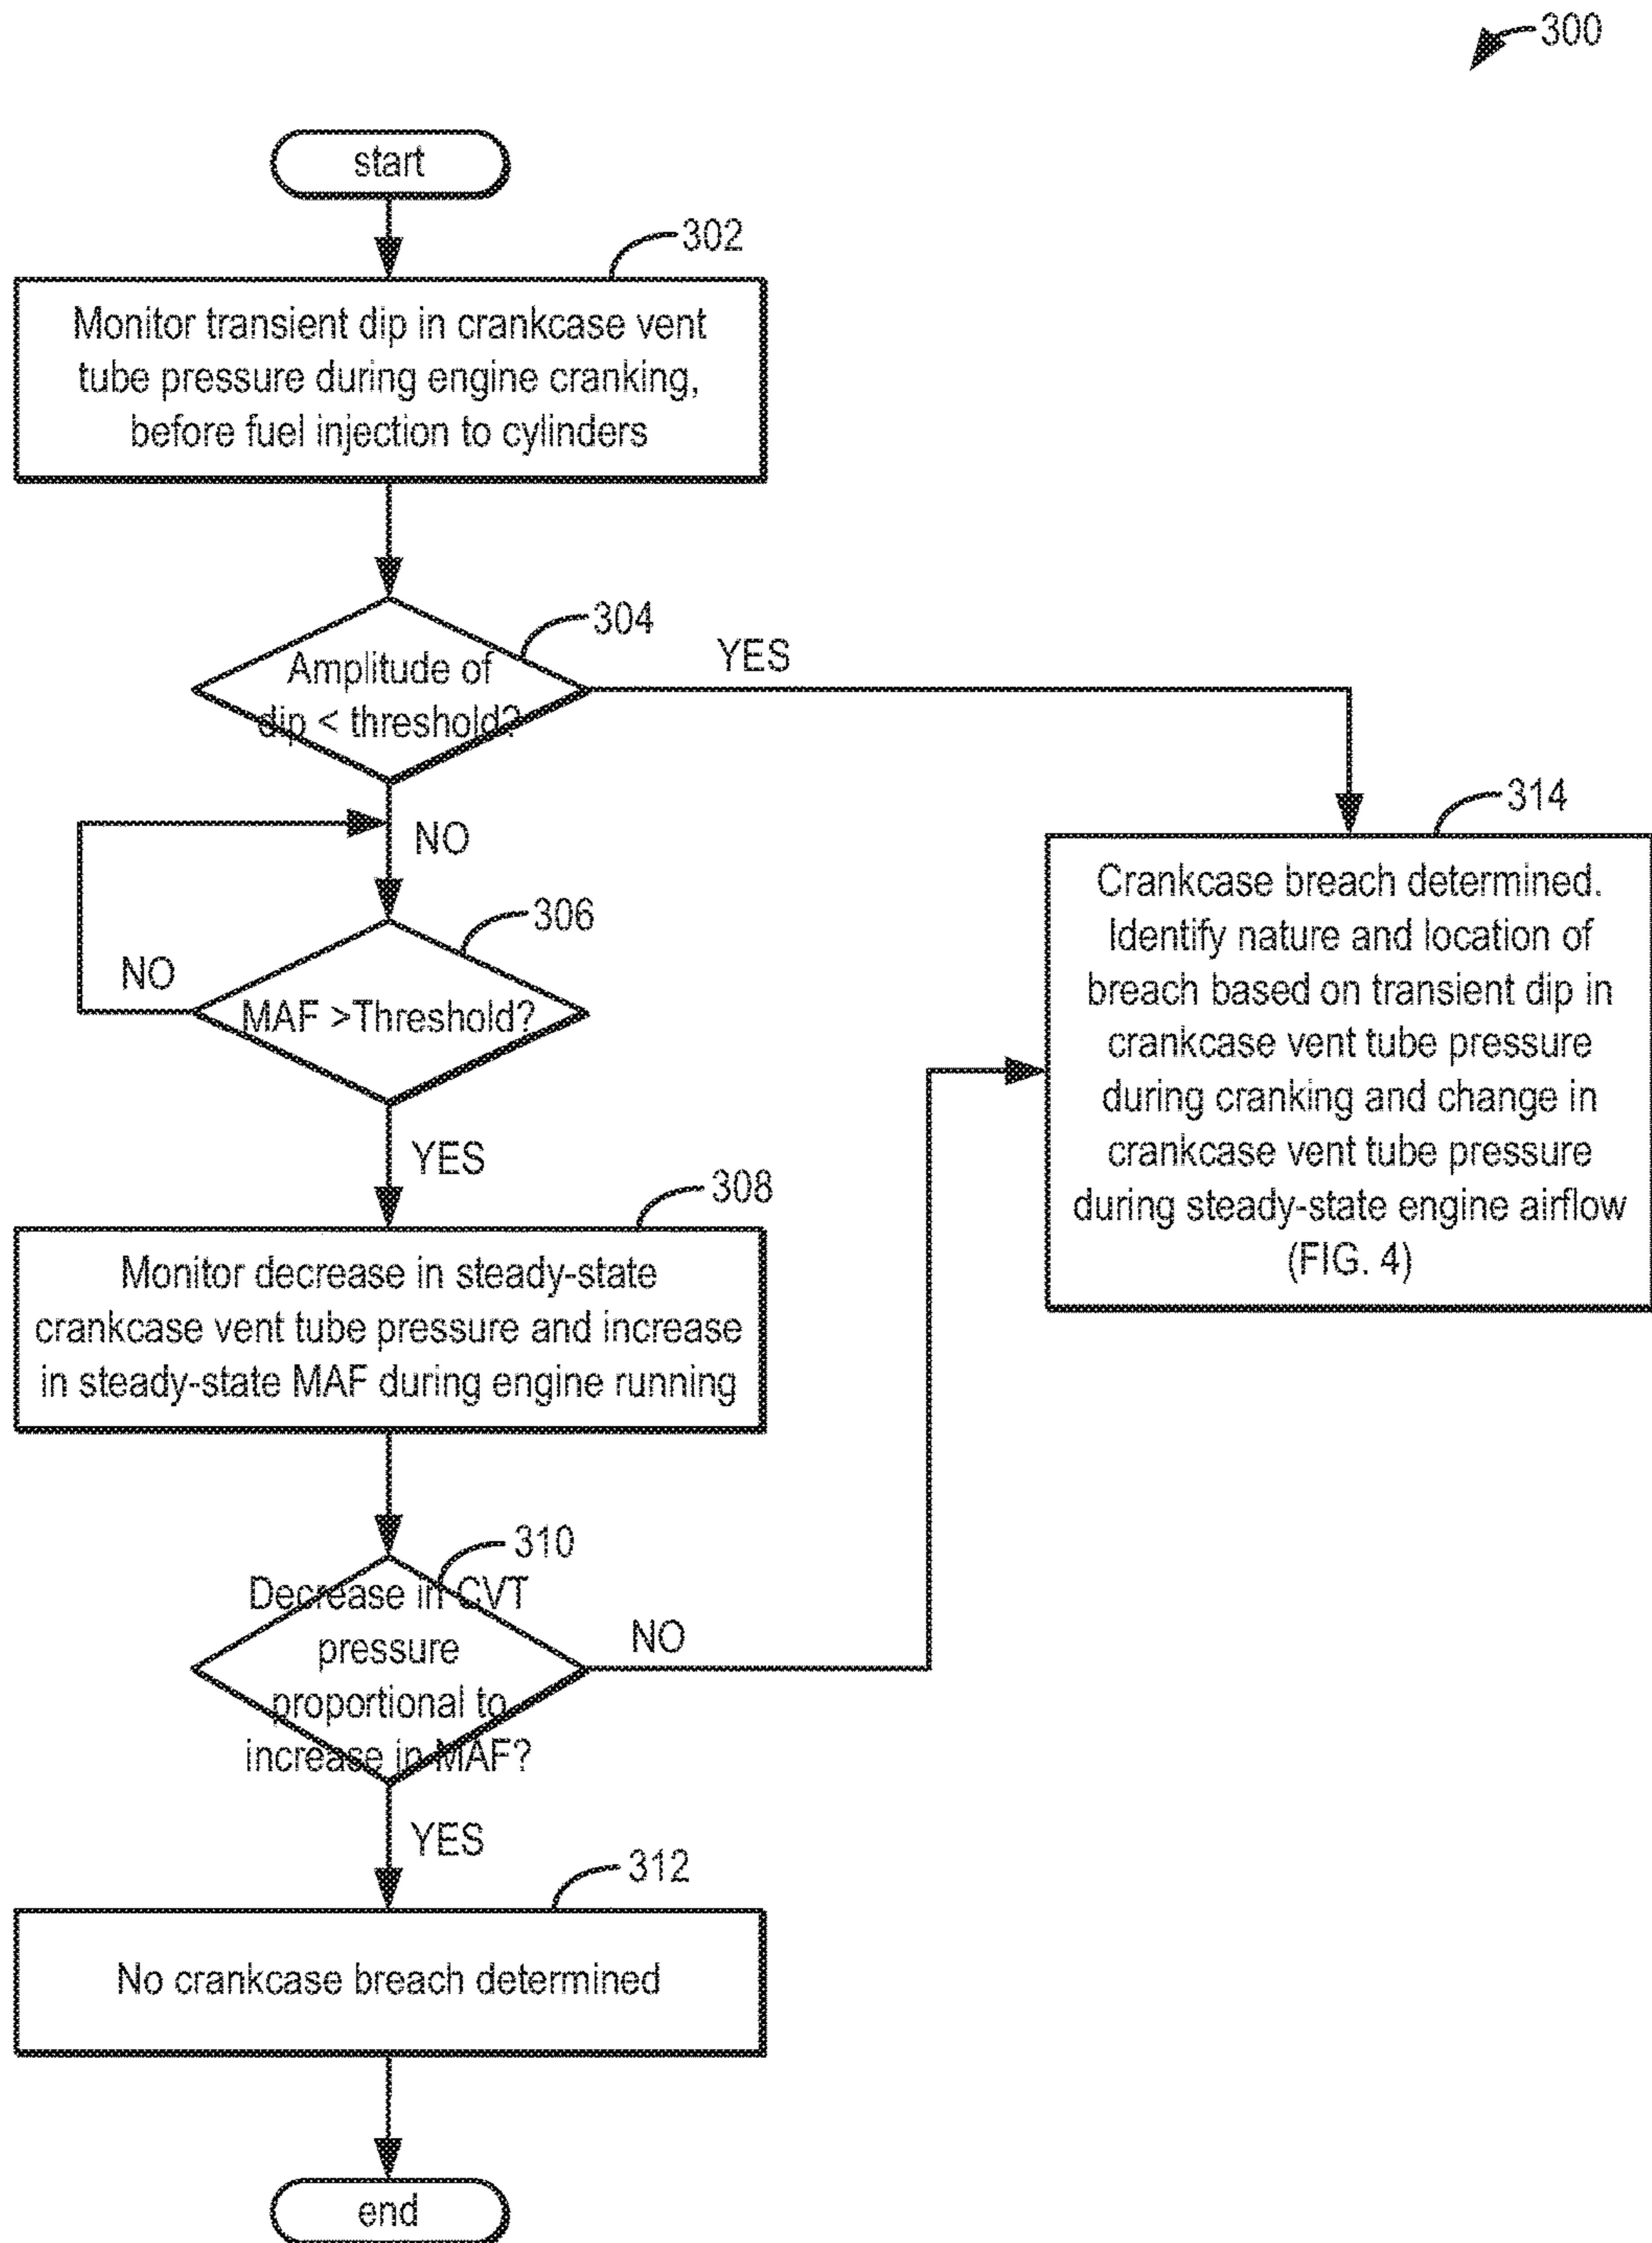 300
start
302
Monitor transient dip in crankcase vent
tube pressure during engine cranking,
before fuel injection to cylinders
304
Amplitude of
dip < threshold?
YES
NO
306
MAF >Threshold?
NO
YES
308
Monitor decrease in steady-state
crankcase vent tube pressure and increase
in steady-state MAF during engine running
310
Decrease in CVT
pressure
proportional to
increase in MAF?
NO
YES
312
No crankcase breach determined
end
314
Crankcase breach determined.
Identify nature and location of
breach based on transient dip in
crankcase vent tube pressure
during cranking and change in
crankcase vent tube pressure
during steady-state engine airflow
(FIG. 4)